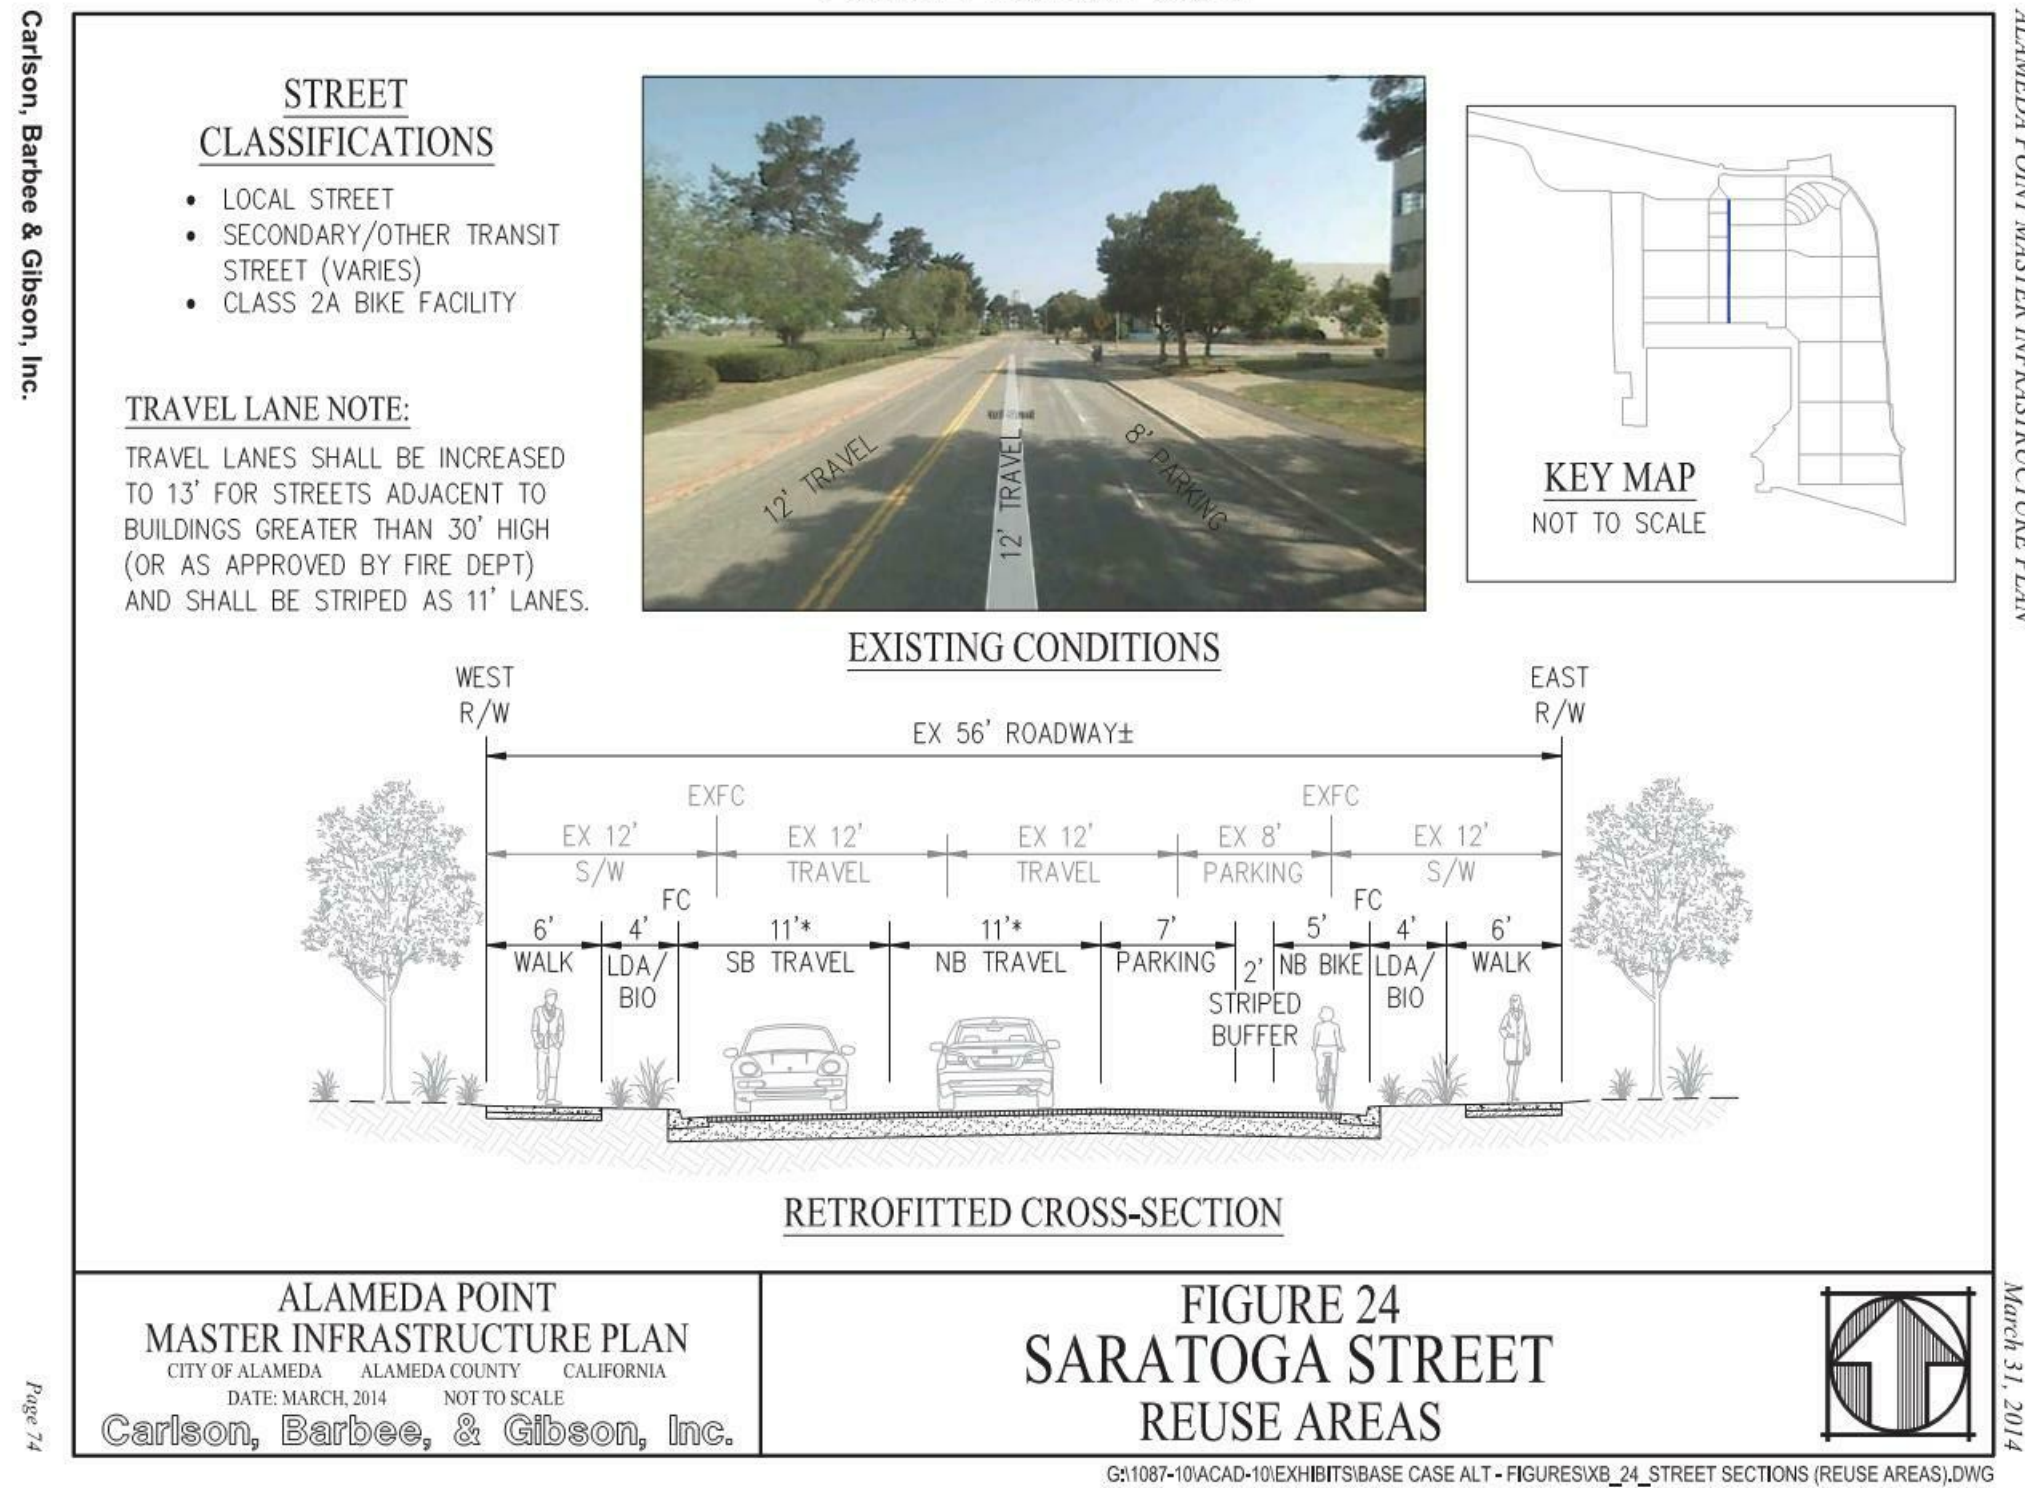 Carlson, Barbee & Gibson, Inc.
ALAMEDA POINT MASTER INFRASTRUCTURE PLAN
STREET
CLASSIFICATIONS
• LOCAL STREET
• SECONDARY/OTHER TRANSIT
STREET (VARIES)
• CLASS 2A BIKE FACILITY
TRAVEL LANE NOTE:
TRAVEL LANES SHALL BE INCREASED
TO 13' FOR STREETS ADJACENT TO
BUILDINGS GREATER THAN 30' HIGH
(OR AS APPROVED BY FIRE DEPT)
AND SHALL BE STRIPED AS 11' LANES.
12' TRAVEL
12' TRAVEL
8' PARKING
EXISTING CONDITIONS
KEY MAP
NOT TO SCALE
WEST
R/W
EAST
R/W
EX 56' ROADWAY±
EXFC
EXFC
EX 12' EX 12' EX 12' EX 8' EX 12'
S/W TRAVEL TRAVEL PARKING S/W
FC FC
6' 4' 11'* 11'* 7' 5' 4' 6'
WALK LDA/ SB TRAVEL NB TRAVEL PARKING 2' NB BIKE LDA/ WALK
BIO STRIPED BIO
BUFFER
RETROFITTED CROSS-SECTION
ALAMEDA POINT
MASTER INFRASTRUCTURE PLAN
CITY OF ALAMEDA ALAMEDA COUNTY CALIFORNIA
DATE: MARCH, 2014 NOT TO SCALE
Carlson, Barbee, & Gibson, Inc.
FIGURE 24
SARATOGA STREET
REUSE AREAS
G:\1087-10\ACAD-10\EXHIBITS\BASE CASE ALT - FIGURES\XB_24_STREET SECTIONS (REUSE AREAS).DWG
Page 74
March 31, 2014